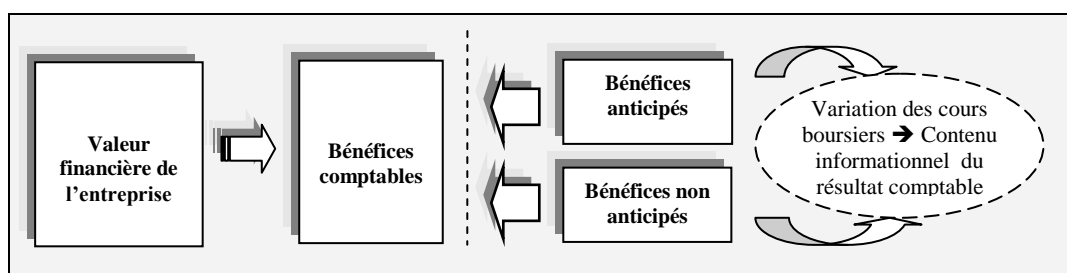 Valeur
financière de
l'entreprise
Bénéfices
comptables
Bénéfices
anticipés
Bénéfices non
anticipés
Variation des cours
boursiers ➔ Contenu
informationnel du
résultat comptable